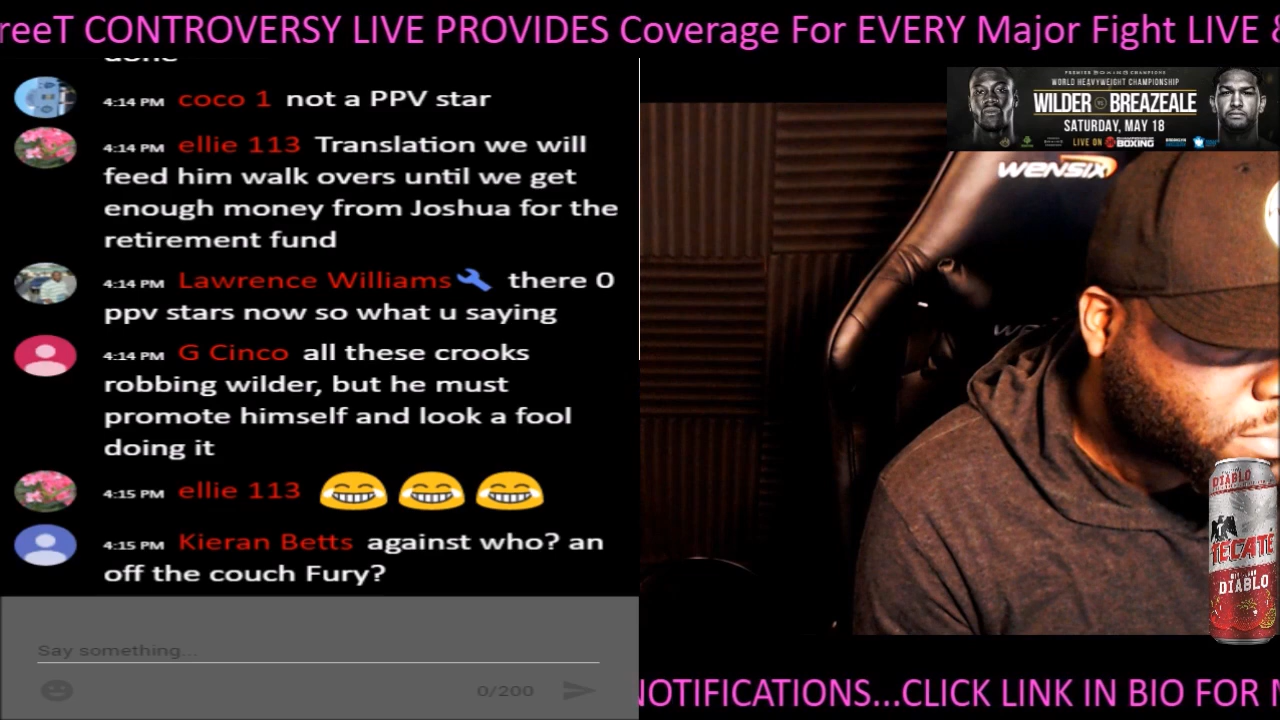 reeT CONTROVERSY LIVE PROVIDES Coverage For EVERY Major Fight LIVE &
done
4:14 PM coco 1 not a PPV star
4:14 PM ellie 113 Translation we will
feed him walk overs until we get
enough money from Joshua for the
retirement fund
4:14 PM Lawrence Williams there 0
ppv stars now so what u saying
4:14 PM G Cinco all these crooks
robbing wilder, but he must
promote himself and look a fool
doing it
4:15 PM ellie 113 😂 😂 😂
4:15 PM Kieran Betts against who? an
off the couch Fury?
Say something...
0/200
PREMIER BOXING CHAMPIONS
WORLD HEAVYWEIGHT CHAMPIONSHIP
WILDER VS BREAZEALE
SATURDAY, MAY 18
LIVE ON BOXING
WENSIX
DIABLO
TECATE
DIABLO
NOTIFICATIONS...CLICK LINK IN BIO FOR